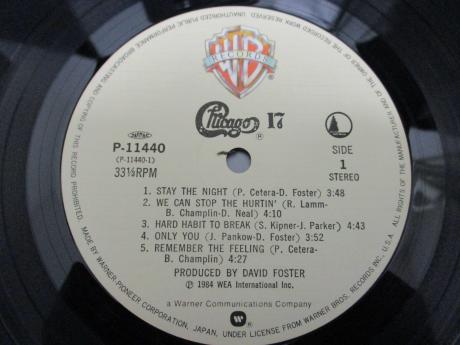 WB
RECORDS
Chicago 17
®
P-11440
(P-11440-1)
33⅓RPM
SIDE
1
STEREO
1. STAY THE NIGHT (P. Cetera-D. Foster) 3:48
2. WE CAN STOP THE HURTIN' (R. Lamm-
B. Champlin-D. Neal) 4:10
3. HARD HABIT TO BREAK (S. Kipner-J. Parker) 4:43
4. ONLY YOU (J. Pankow-D. Foster) 3:52
5. REMEMBER THE FEELING (P. Cetera-
B. Champlin) 4:27
PRODUCED BY DAVID FOSTER
℗ 1984 WEA International Inc.
a Warner Communications Company
MADE BY WARNER-PIONEER CORPORATION, JAPAN, UNDER LICENSE FROM WARNER BROS. RECORDS INC., U.S.A. ALL RIGHTS OF THE MANUFACTURER AND OF THE OWNER OF THE RECORDED WORK RESERVED. UNAUTHORIZED PUBLIC PERFORMANCE, BROADCASTING AND COPYING OF THIS RECORD PROHIBITED.